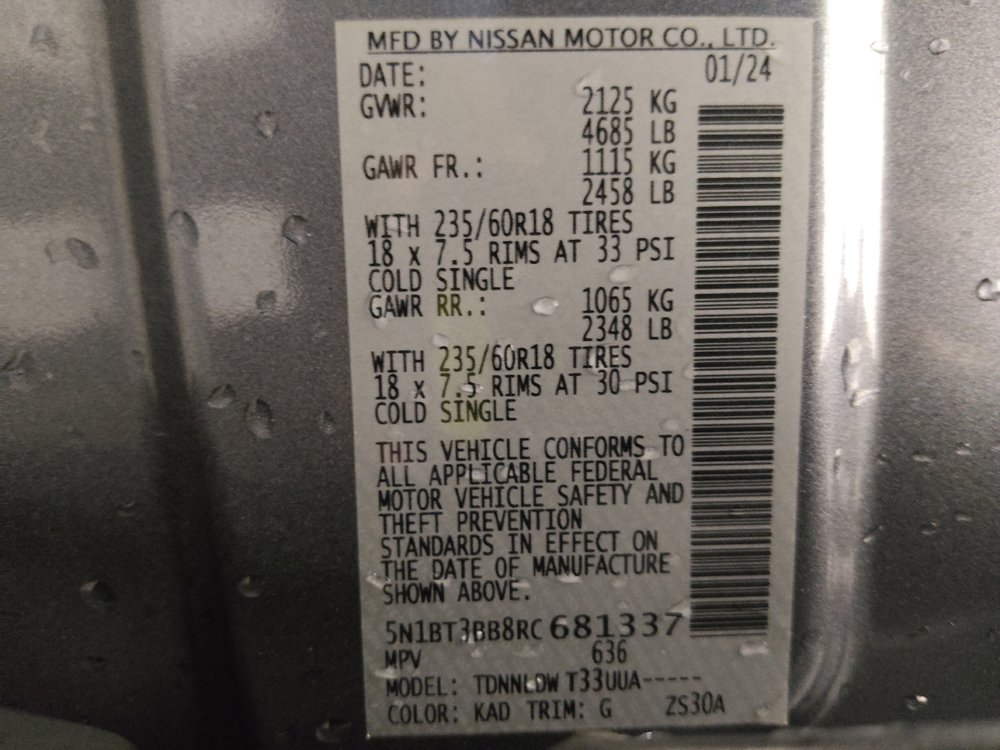 MFD BY NISSAN MOTOR CO., LTD.
DATE: 01/24
GVWR: 2125 KG
4685 LB
GAWR FR.: 1115 KG
2458 LB
WITH 235/60R18 TIRES
18 x 7.5 RIMS AT 33 PSI
COLD SINGLE
GAWR RR.: 1065 KG
2348 LB
WITH 235/60R18 TIRES
18 x 7.5 RIMS AT 30 PSI
COLD SINGLE
THIS VEHICLE CONFORMS TO
ALL APPLICABLE FEDERAL
MOTOR VEHICLE SAFETY AND
THEFT PREVENTION
STANDARDS IN EFFECT ON
THE DATE OF MANUFACTURE
SHOWN ABOVE.
5N1BT3BB8RC681337
MPV 636
MODEL: TDNNLDW T33UUA-----
COLOR: KAD TRIM: G ZS30A